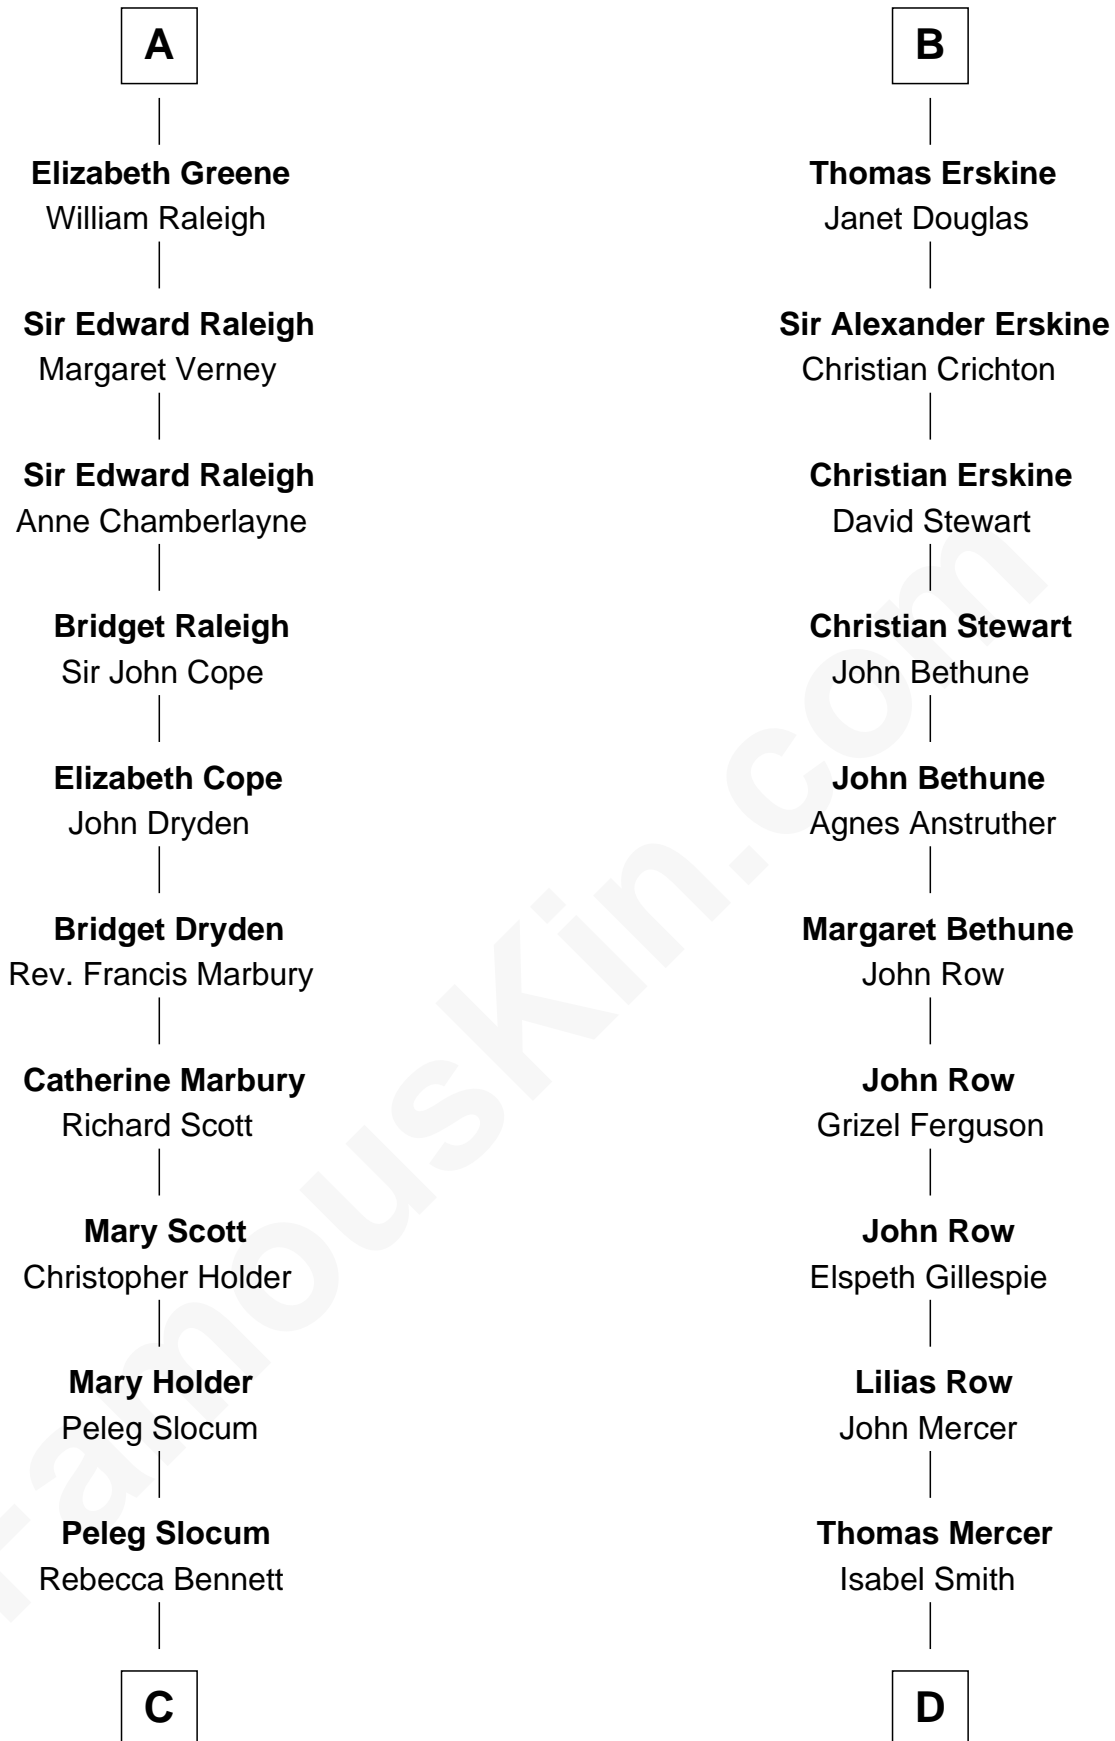 A
Elizabeth Greene
William Raleigh
Sir Edward Raleigh
Margaret Verney
Sir Edward Raleigh
Anne Chamberlayne
Bridget Raleigh
Sir John Cope
Elizabeth Cope
John Dryden
Bridget Dryden
Rev. Francis Marbury
Catherine Marbury
Richard Scott
Mary Scott
Christopher Holder
Mary Holder
Peleg Slocum
Peleg Slocum
Rebecca Bennett
C
B
Thomas Erskine
Janet Douglas
Sir Alexander Erskine
Christian Crichton
Christian Erskine
David Stewart
Christian Stewart
John Bethune
John Bethune
Agnes Anstruther
Margaret Bethune
John Row
John Row
Grizel Ferguson
John Row
Elspeth Gillespie
Lilias Row
John Mercer
Thomas Mercer
Isabel Smith
D
FamousKin.com